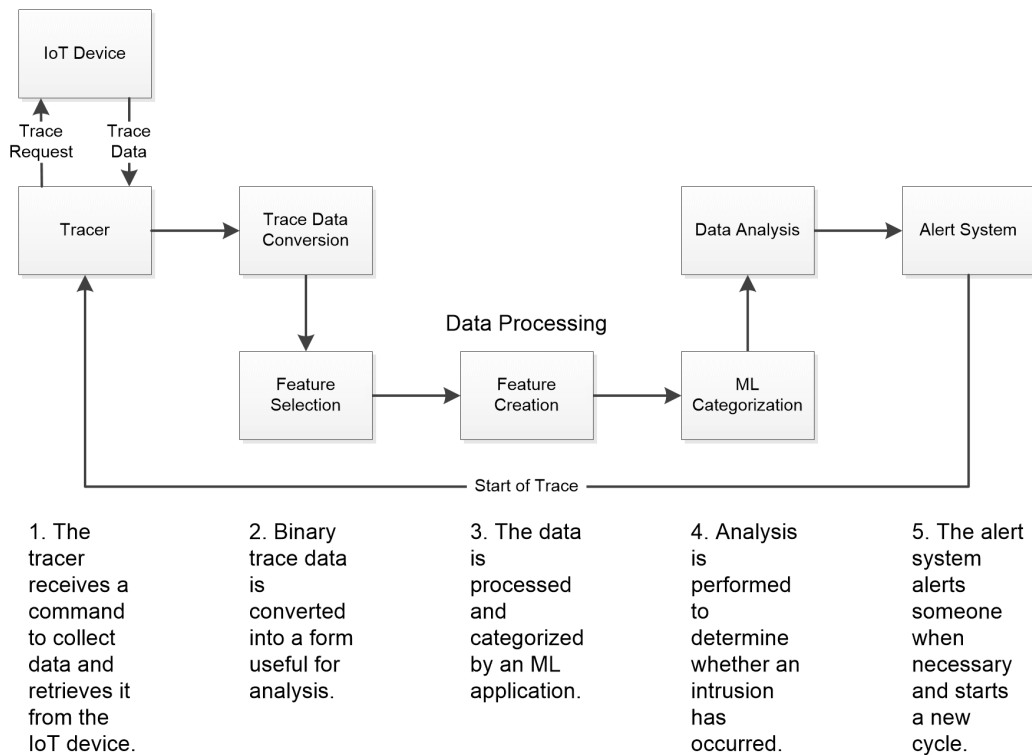 IoT Device
Trace
Request
Trace
Data
Tracer
Trace Data
Conversion
Data Analysis
Alert System
Data Processing
Feature
Selection
Feature
Creation
ML
Categorization
Start of Trace
1. The
tracer
receives a
command
to collect
data and
retrieves it
from the
IoT device.
2. Binary
trace data
is
converted
into a form
useful for
analysis.
3. The data
is
processed
and
categorized
by an ML
application.
4. Analysis
is
performed
to
determine
whether an
intrusion
has
occurred.
5. The alert
system
alerts
someone
when
necessary
and starts
a new
cycle.